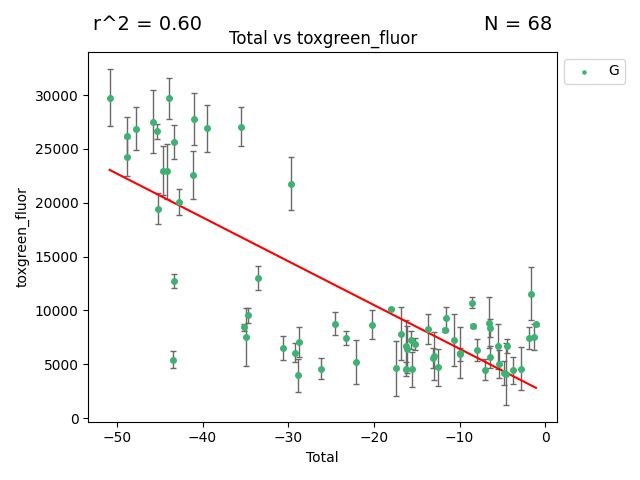 r^2 = 0.60
N = 68
Total vs toxgreen_fluor
G
30000
25000
20000
15000
10000
5000
0
toxgreen_fluor
−50
−40
−30
−20
−10
0
Total